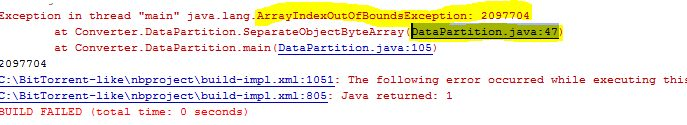 Exception in thread "main" java.lang.ArrayIndexOutOfBoundsException: 2097704
at Converter.DataPartition.SeparateObjectByteArray(DataPartition.java:47)
at Converter.DataPartition.main(DataPartition.java:105)
2097704
C:\BitTorrent-like\nbproject\build-impl.xml:1051: The following error occurred while executing this
C:\BitTorrent-like\nbproject\build-impl.xml:805: Java returned: 1
BUILD FAILED (total time: 0 seconds)